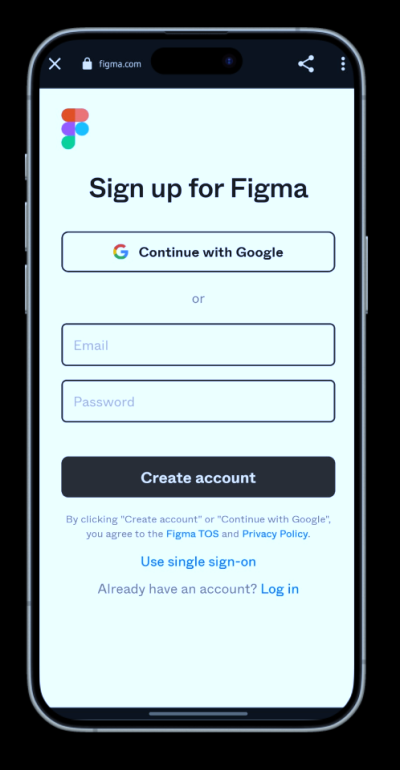 figma.com
Sign up for Figma
Continue with Google
or
Email
Password
Create account
By clicking "Create account" or "Continue with Google",
you agree to the Figma TOS and Privacy Policy.
Use single sign-on
Already have an account? Log in